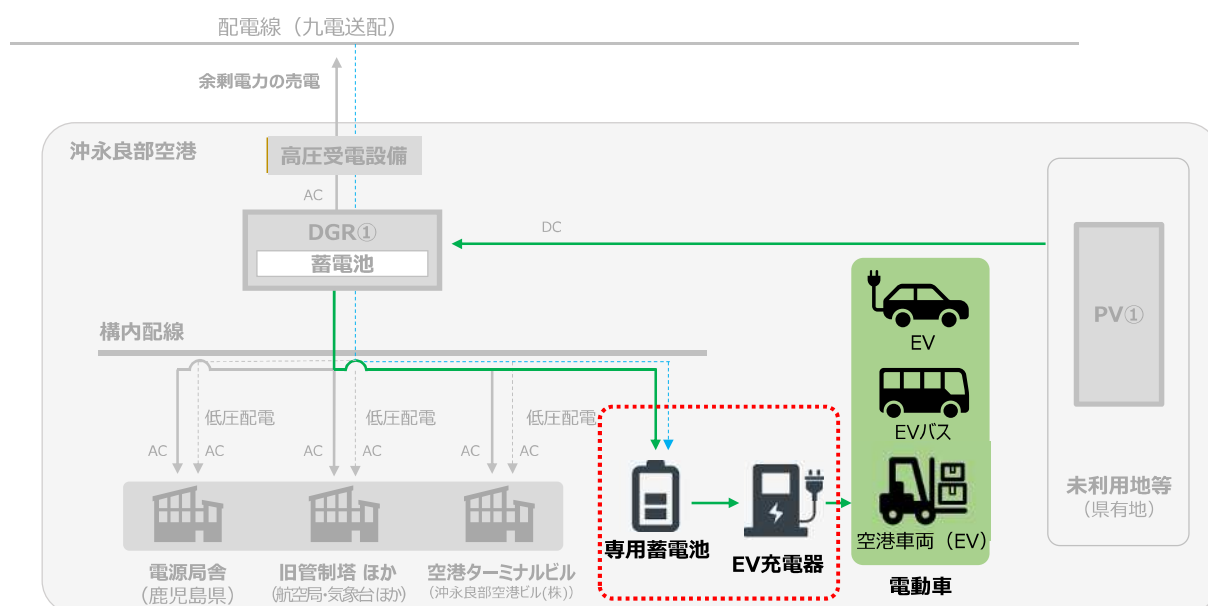 配電線（九電送配）
余剰電力の売電
沖永良部空港
高圧受電設備
AC
DGR①
蓄電池
DC
PV①
EV
EVバス
空港車両（EV）
電動車
未利用地等
（県有地）
構内配線
低圧配電
低圧配電
低圧配電
AC
AC
AC
AC
AC
AC
専用蓄電池
EV充電器
電源局舎
（鹿児島県）
旧管制塔 ほか
（航空局・気象台ほか）
空港ターミナルビル
（沖永良部空港ビル(株)）